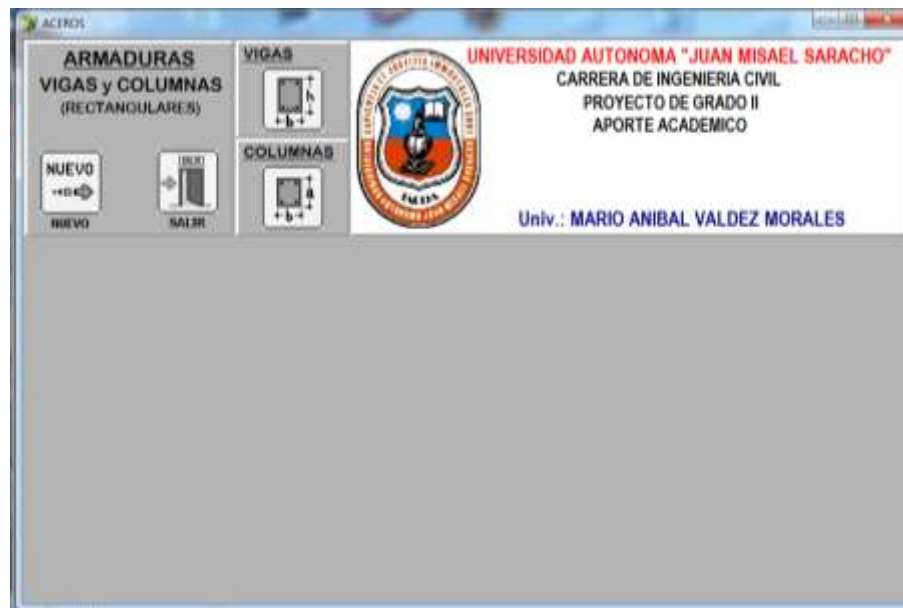 ACEROS
ARMADURAS
VIGAS y COLUMNAS
(RECTANGULARES)
NUEVO
NUEVO
SALIR
VIGAS
h
b
COLUMNAS
a
b
UNIVERSIDAD AUTONOMA "JUAN MISAEL SARACHO"
CARRERA DE INGENIERIA CIVIL
PROYECTO DE GRADO II
APORTE ACADEMICO
TARIJA
Univ.: MARIO ANIBAL VALDEZ MORALES